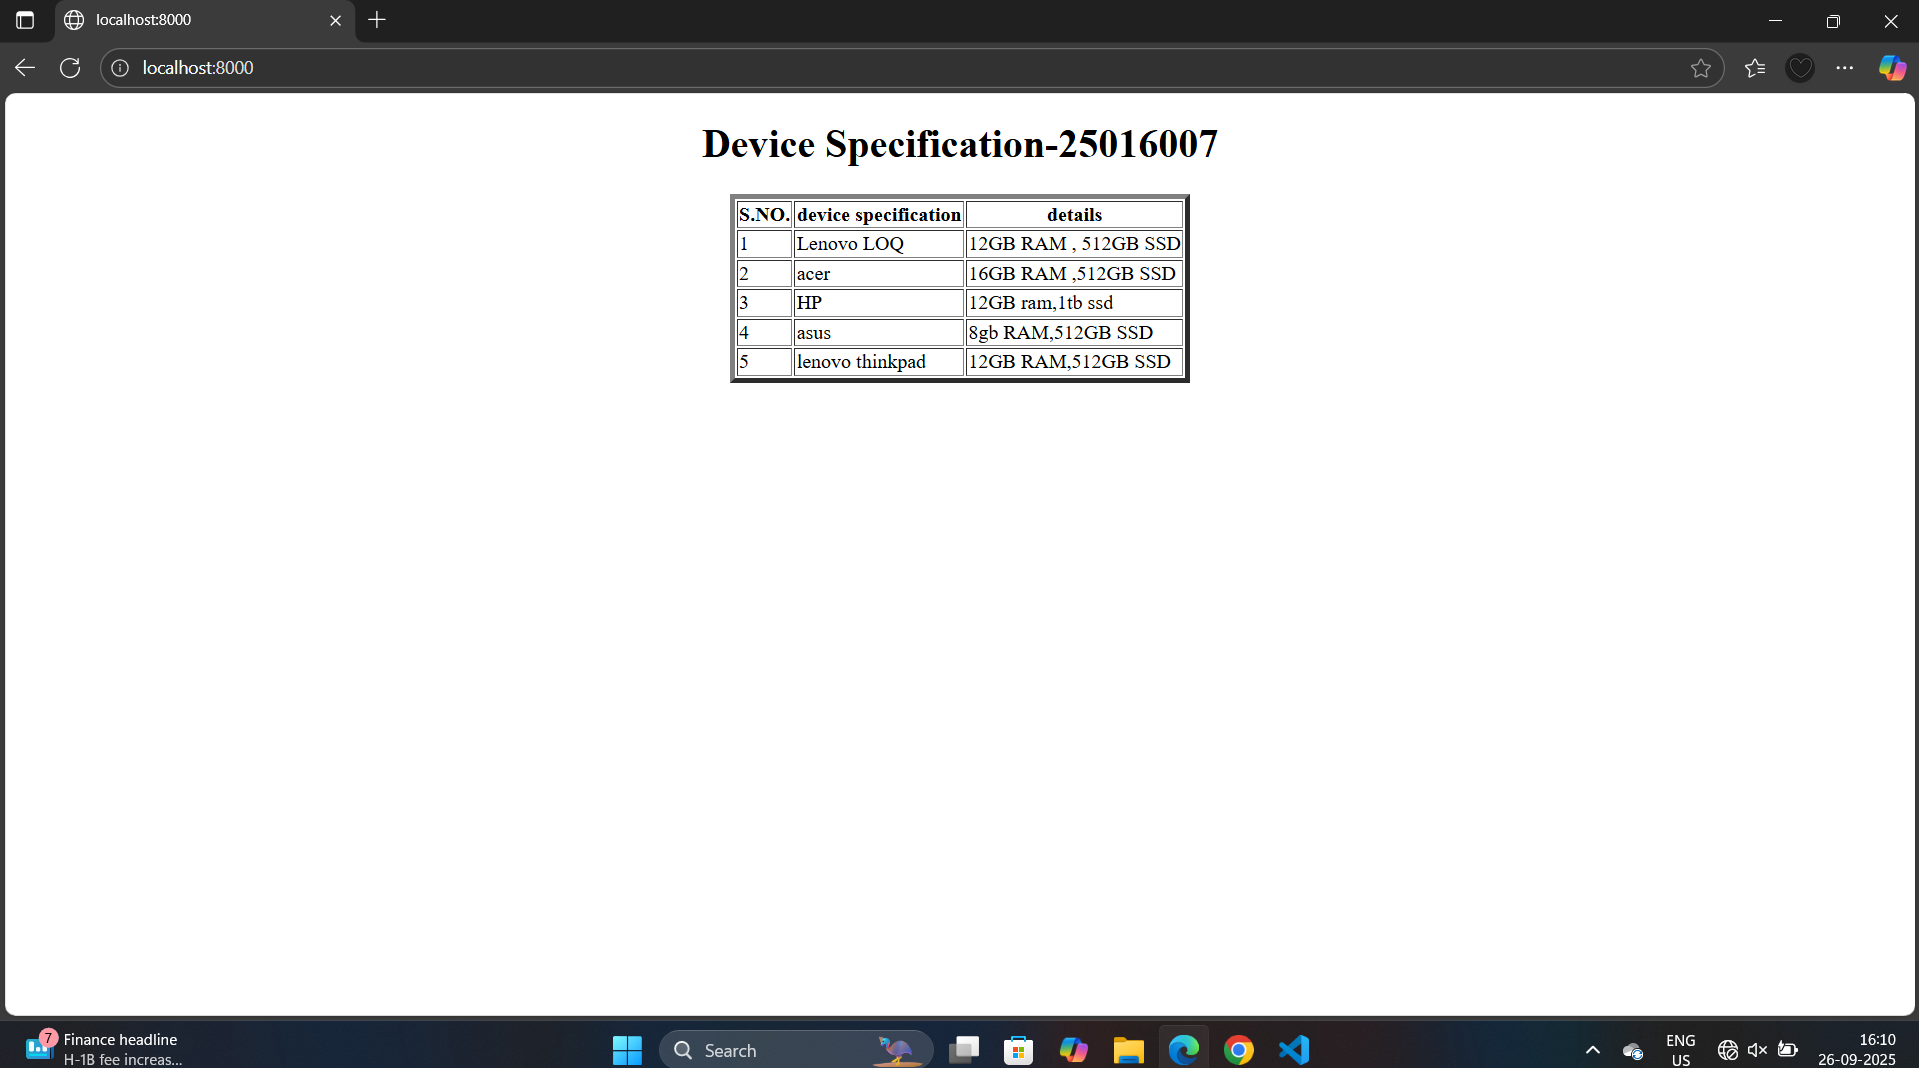 localhost:8000
localhost:8000
Device Specification-25016007
S.NO. device specification details
1 Lenovo LOQ 12GB RAM , 512GB SSD
2 acer 16GB RAM ,512GB SSD
3 HP 12GB ram,1tb ssd
4 asus 8gb RAM,512GB SSD
5 lenovo thinkpad 12GB RAM,512GB SSD
7 Finance headline
H-1B fee increas...
Search
ENG
US
16:10
26-09-2025